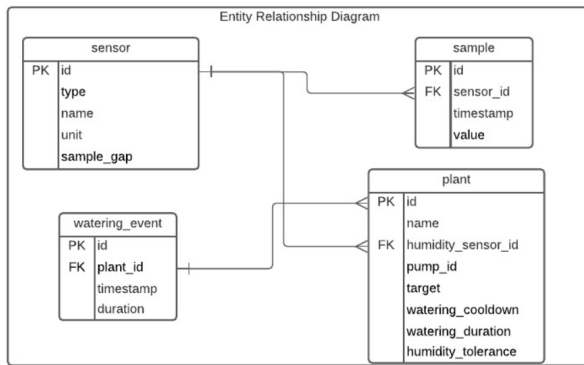 Entity Relationship Diagram
sensor
PK id
type
name
unit
sample_gap
sample
PK id
FK sensor_id
timestamp
value
watering_event
PK id
FK plant_id
timestamp
duration
plant
PK id
name
FK humidity_sensor_id
pump_id
target
watering_cooldown
watering_duration
humidity_tolerance